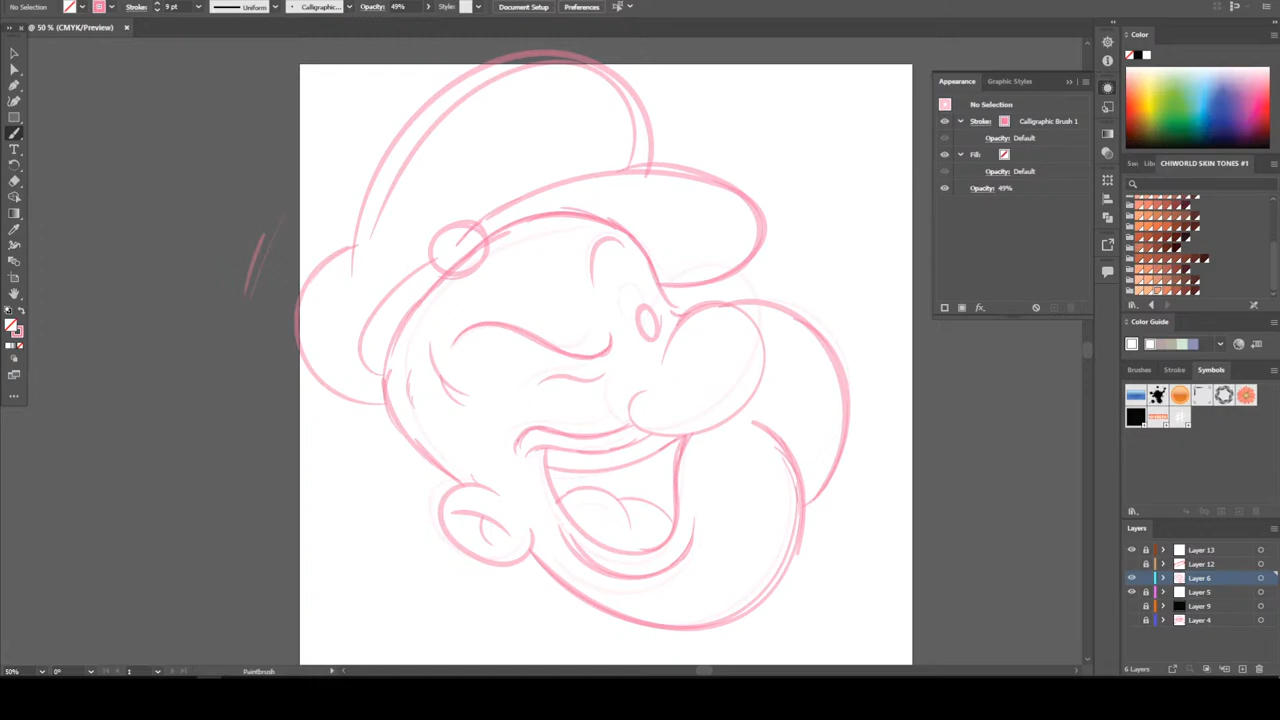 No Selection
Stroke:
9 pt
Uniform
Calligraphic...
Opacity:
49%
Style:
Document Setup
Preferences
@ 50 % (CMYK/Preview)
Appearance
Graphic Styles
No Selection
Stroke:
Calligraphic Brush 1
Opacity:
Default
Fill:
Opacity:
Default
Opacity:
49%
fx.
Color
CHIWORLD SKIN TONES #1
Color Guide
Brushes
Stroke
Symbols
Layers
Layer 13
Layer 12
Layer 6
Layer 5
Layer 9
Layer 4
6 Layers
50%
0°
1
Paintbrush